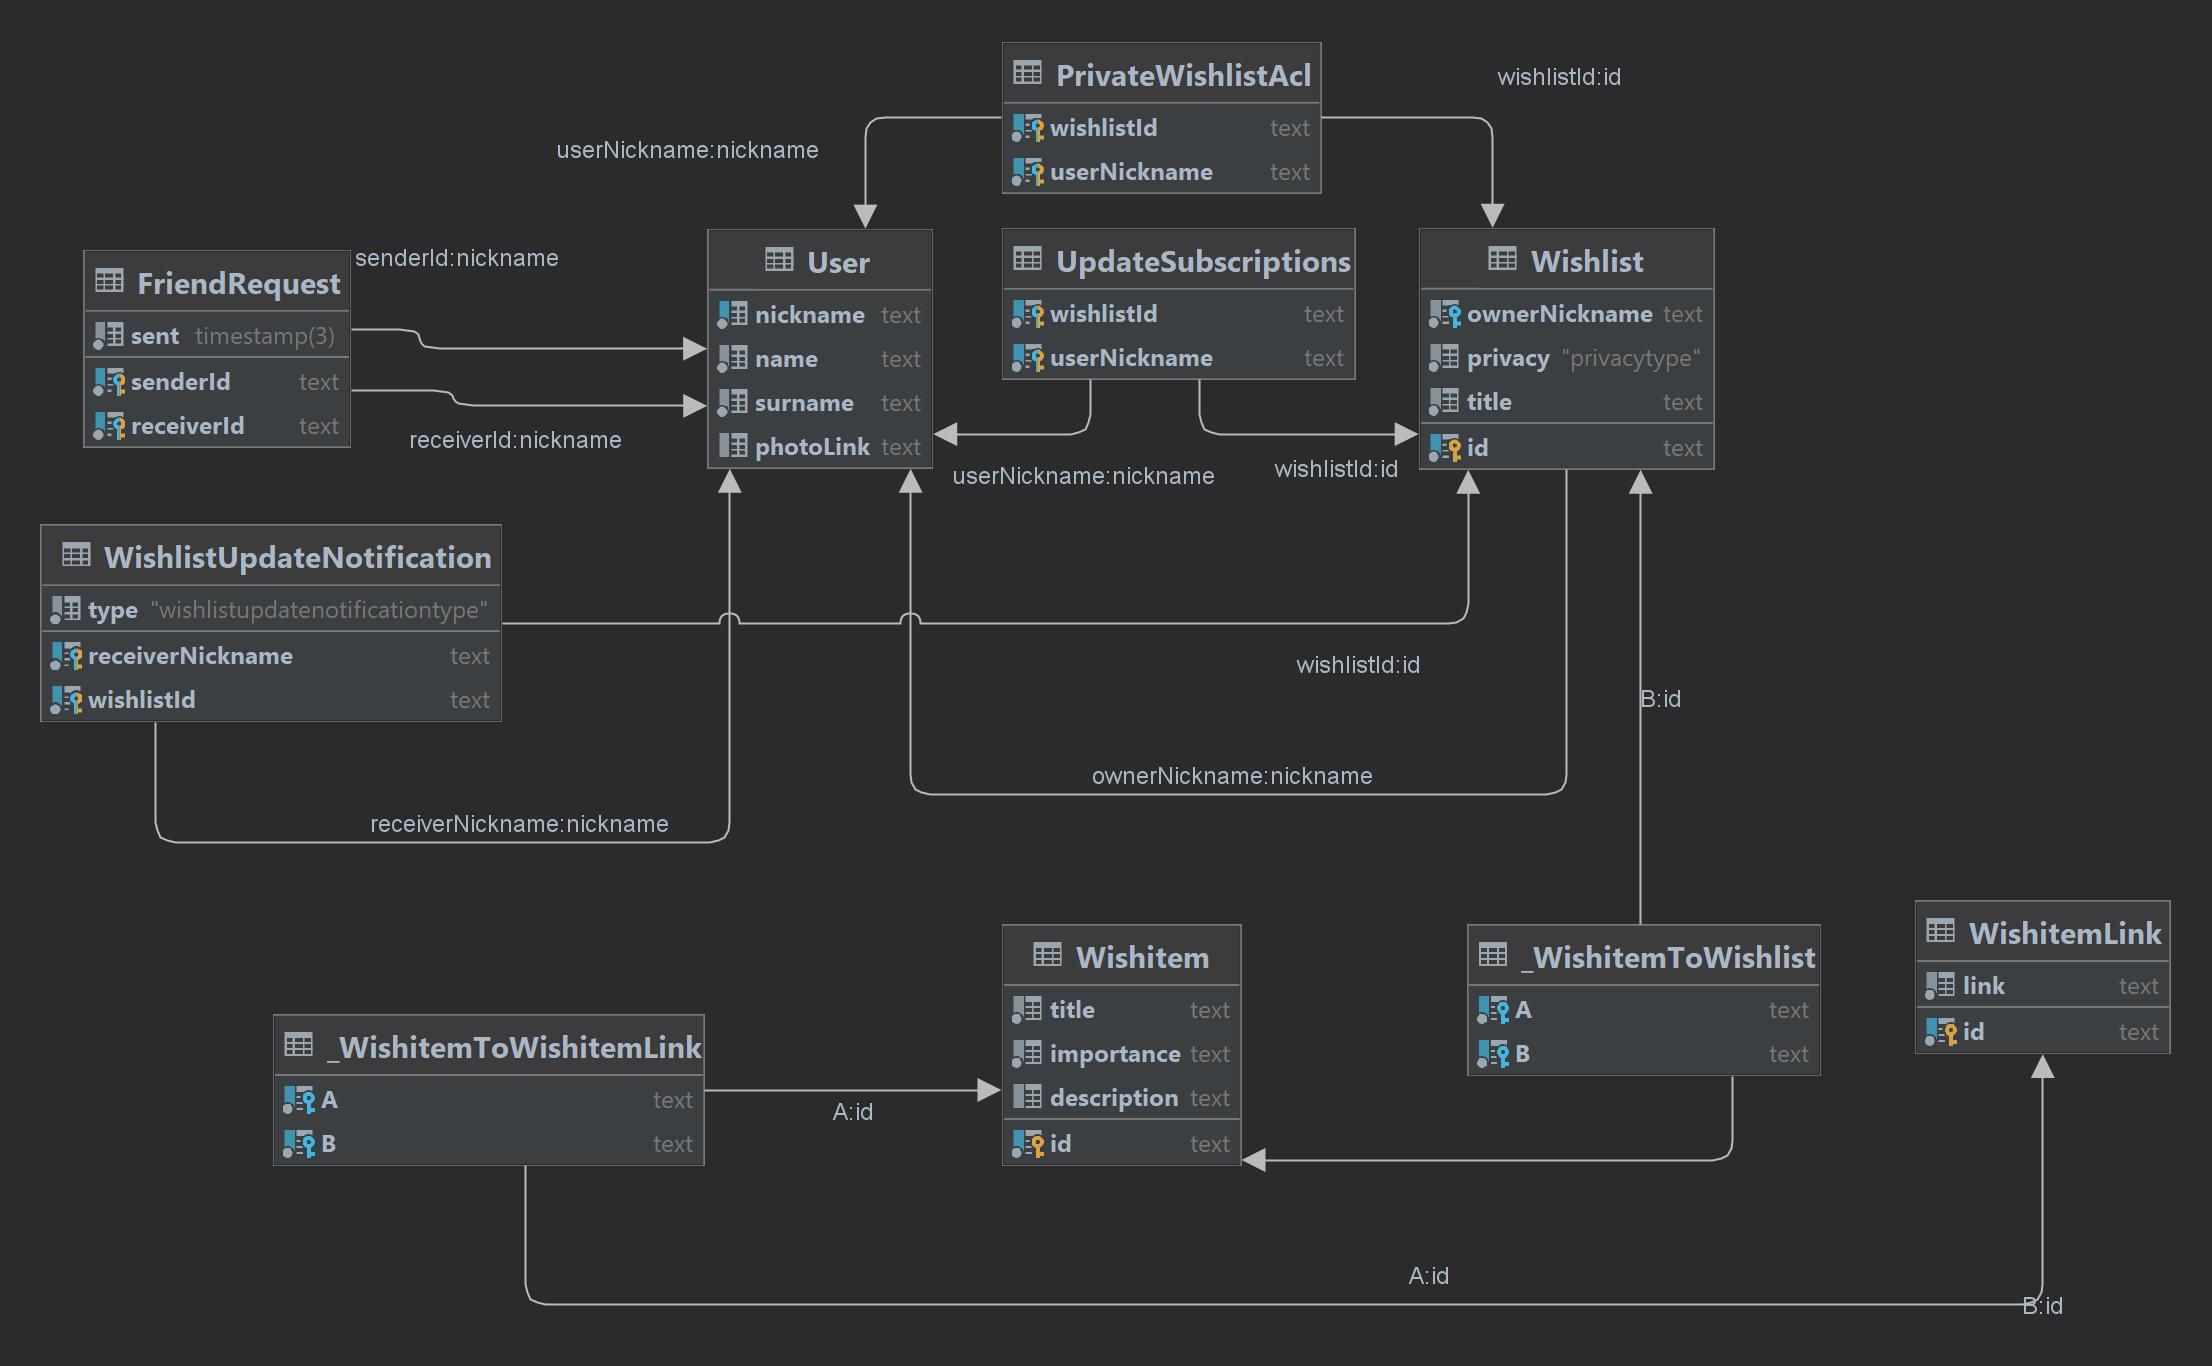 PrivateWishlistAcl
wishlistId text
userNickname text
wishlistId:id
userNickname:nickname
FriendRequest
sent timestamp(3)
senderId text
receiverId text
senderId:nickname
receiverId:nickname
User
nickname text
name text
surname text
photoLink text
UpdateSubscriptions
wishlistId text
userNickname text
userNickname:nickname
wishlistId:id
Wishlist
ownerNickname text
privacy "privacytype"
title text
id text
WishlistUpdateNotification
type "wishlistupdatenotificationtype"
receiverNickname text
wishlistId text
wishlistId:id
B:id
ownerNickname:nickname
receiverNickname:nickname
_WishitemToWishitemLink
A text
B text
A:id
Wishitem
title text
importance text
description text
id text
_WishitemToWishlist
A text
B text
WishitemLink
link text
id text
A:id
B:id